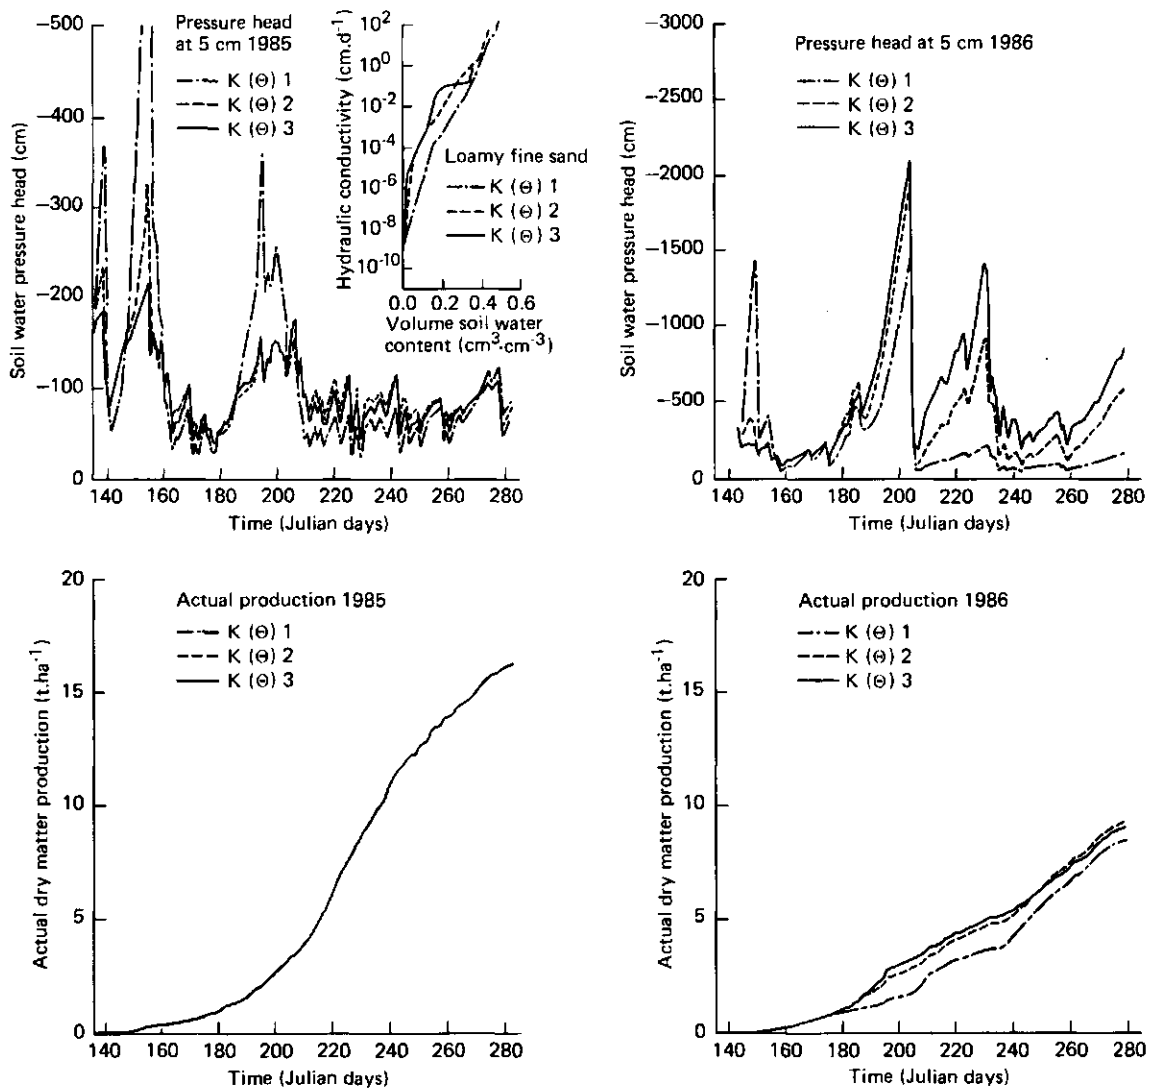 Pressure head
at 5 cm 1985
K (Θ) 1
K (Θ) 2
K (Θ) 3
Soil water pressure head (cm)
−500
−400
−300
−200
−100
0
140 160 180 200 220 240 260 280
Time (Julian days)
Hydraulic conductivity (cm.d⁻¹)
10²
10⁰
10⁻²
10⁻⁴
10⁻⁶
10⁻⁸
10⁻¹⁰
Loamy fine sand
K (Θ) 1
K (Θ) 2
K (Θ) 3
0.0 0.2 0.4 0.6
Volume soil water
content (cm³.cm⁻³)
Pressure head at 5 cm 1986
K (Θ) 1
K (Θ) 2
K (Θ) 3
Soil water pressure head (cm)
−3000
−2500
−2000
−1500
−1000
−500
0
140 160 180 200 220 240 260 280
Time (Julian days)
Actual production 1985
K (Θ) 1
K (Θ) 2
K (Θ) 3
Actual dry matter production (t.ha⁻¹)
20
15
10
5
0
140 160 180 200 220 240 260 280
Time (Julian days)
Actual production 1986
K (Θ) 1
K (Θ) 2
K (Θ) 3
Actual dry matter production (t.ha⁻¹)
20
15
10
5
0
140 160 180 200 220 240 260 280
Time (Julian days)